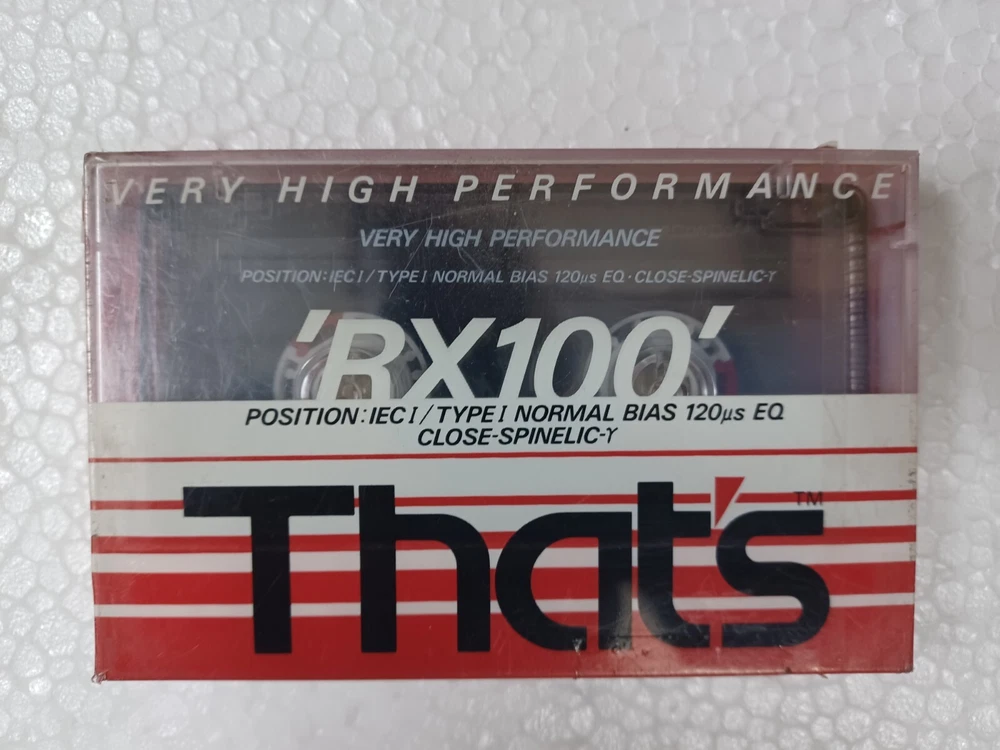 VERY HIGH PERFORMANCE
VERY HIGH PERFORMANCE
POSITION:IEC I/TYPE I NORMAL BIAS 120µs EQ·CLOSE-SPINELIC-γ
'RX100'
POSITION:IEC I/TYPE I NORMAL BIAS 120µs EQ
CLOSE-SPINELIC-γ
That's TM